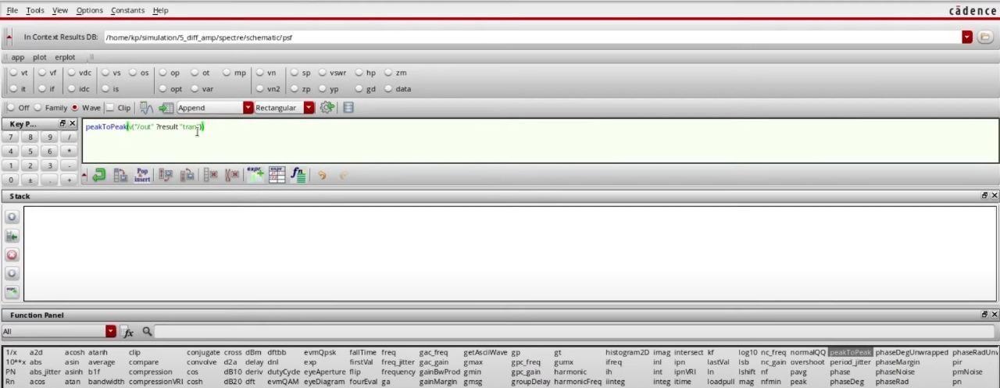 File Tools View Options Constants Help
cādence
In Context Results DB: /home/kp/simulation/5_diff_amp/spectre/schematic/psf
app plot erplot
vt vf vdc vs os op ot mp vn sp vswr hp zm
it if idc is opt var vn2 zp yp gd data
Off Family Wave Clip Append Rectangular
Key P...
7 8 9 /
4 5 6 *
1 2 3 -
0 ± . +
peakToPeak(v("/out" ?result "tran"))
Pop & insert expr fn
Stack
expr
Function Panel
All fx
1/x a2d acosh atanh clip conjugate cross dBm dftbb evmQpsk fallTime freq gac_freq getAsciiWave gp gt histogram2D imag intersect kf log10 nc_freq normalQQ peakToPeak phaseDegUnwrapped phaseRadUnv
10**x abs asin average compare convolve d2a delay dnl exp firstVal freq_jitter gac_gain gmax gpc_freq gumx ifreq inl ipn lastVal lsb nc_gain overshoot period_jitter phaseMargin pir
PN abs_jitter asinh b1f compression cos dB10 deriv dutyCycle eyeAperture flip frequency gainBwProd gmin gpc_gain harmonic ih int ipnVRI ln lshift nf pavg phase phaseNoise pmNoise
Rn acos atan bandwidth compressionVRI cosh dB20 dft evmQAM eyeDiagram fourEval ga gainMargin gmsg groupDelay harmonicFreq iinteg integ itime loadpull mag nfmin peak phaseDeg phaseRad pn